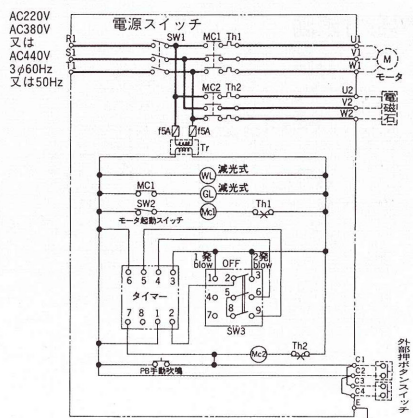 AC220V
AC380V
又は
AC440V
3φ60Hz
又は50Hz
電源スイッチ
R1
S1
T1
SW1
MC1 Th1
U1
V1
W1
M
モータ
MC2 Th2
U2
V2
W2
電磁石
f5A
f5A
Tr
WL 減光式
MC1
GL 減光式
SW2
モータ起動スイッチ
Mc1
Th1
1発
blow
OFF
2発
blow
6 5 4 3
タイマー
7 8 1 2
1 2 3
4 5 6
7 8 9
SW3
Mc2
Th2
PB手動吹鳴
C1
C2
C3
C4
E
外部押ボタンスイッチ